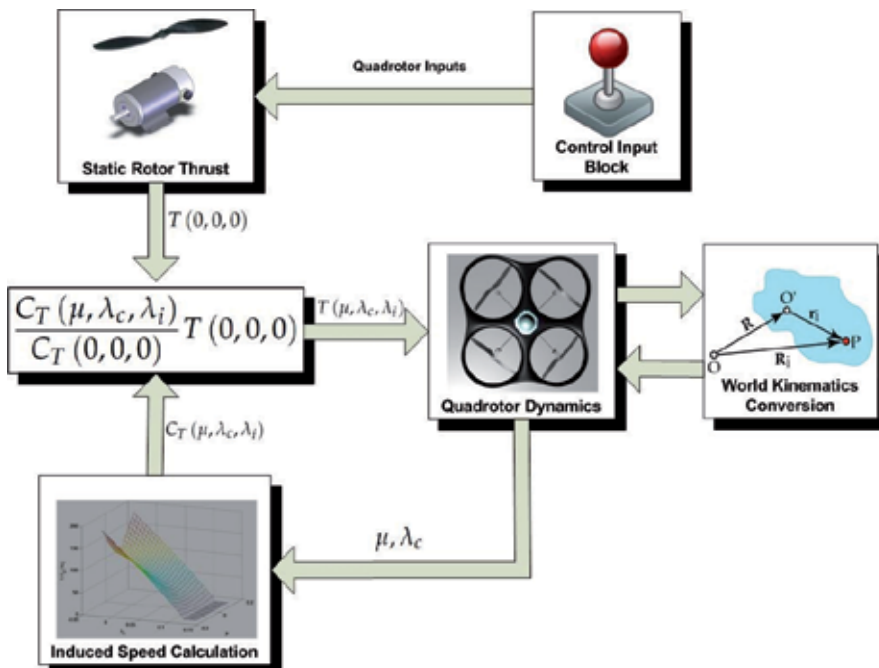 Quadrotor Inputs
Static Rotor Thrust
Control Input
Block
T (0,0,0)
C_T (μ, λ_c, λ_i)
C_T (0,0,0)
T (0,0,0)
T(μ, λ_c, λ_i)
Quadrotor Dynamics
O'
R
r_i
P
O
R_i
World Kinematics
Conversion
C_T (μ, λ_c, λ_i)
μ, λ_c
Induced Speed Calculation